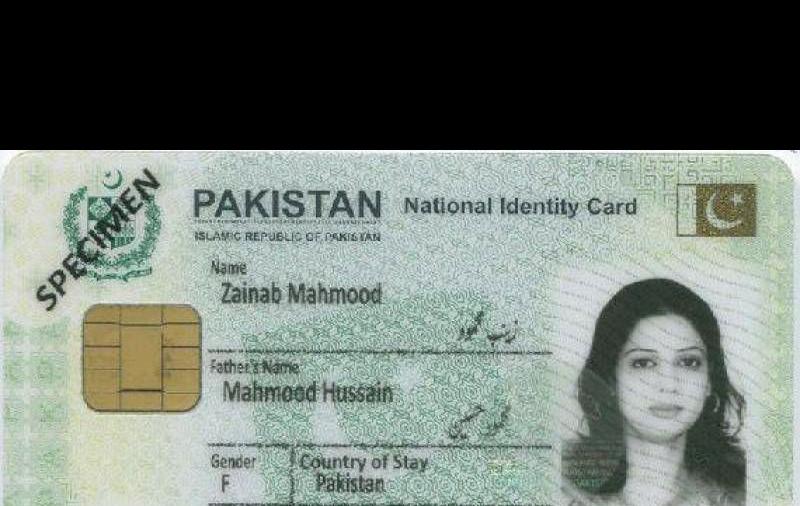 SPECIMEN
PAKISTAN National Identity Card
ISLAMIC REPUBLIC OF PAKISTAN
Name
Zainab Mahmood
زینب محمود
Father's Name
Mahmood Hussain
محمود حسین
Gender Country of Stay
F Pakistan